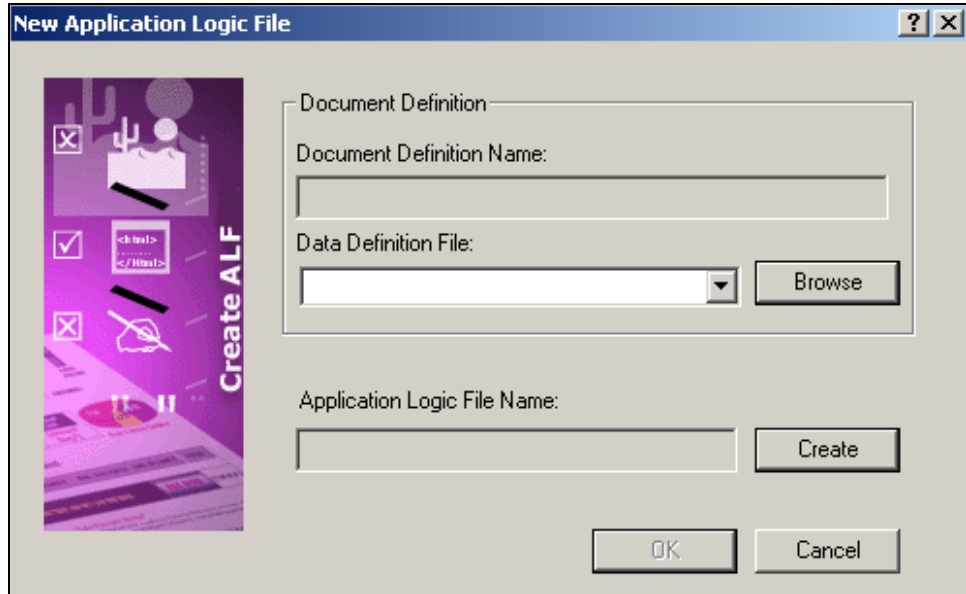 New Application Logic File
Document Definition
Document Definition Name:
Data Definition File:
Browse
Application Logic File Name:
Create
OK
Cancel
Create ALF
<html>
</Html>